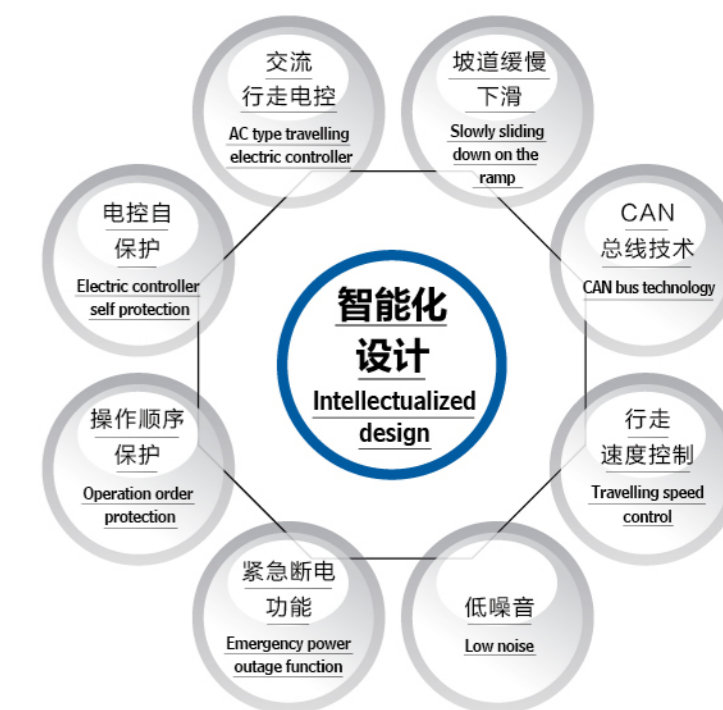 交流
行走电控
AC type travelling
electric controller
坡道缓慢
下滑
Slowly sliding
down on the
ramp
电控自
保护
Electric controller
self protection
CAN
总线技术
CAN bus technology
智能化
设计
Intellectualized
design
操作顺序
保护
Operation order
protection
行走
速度控制
Travelling speed
control
紧急断电
功能
Emergency power
outage function
低噪音
Low noise